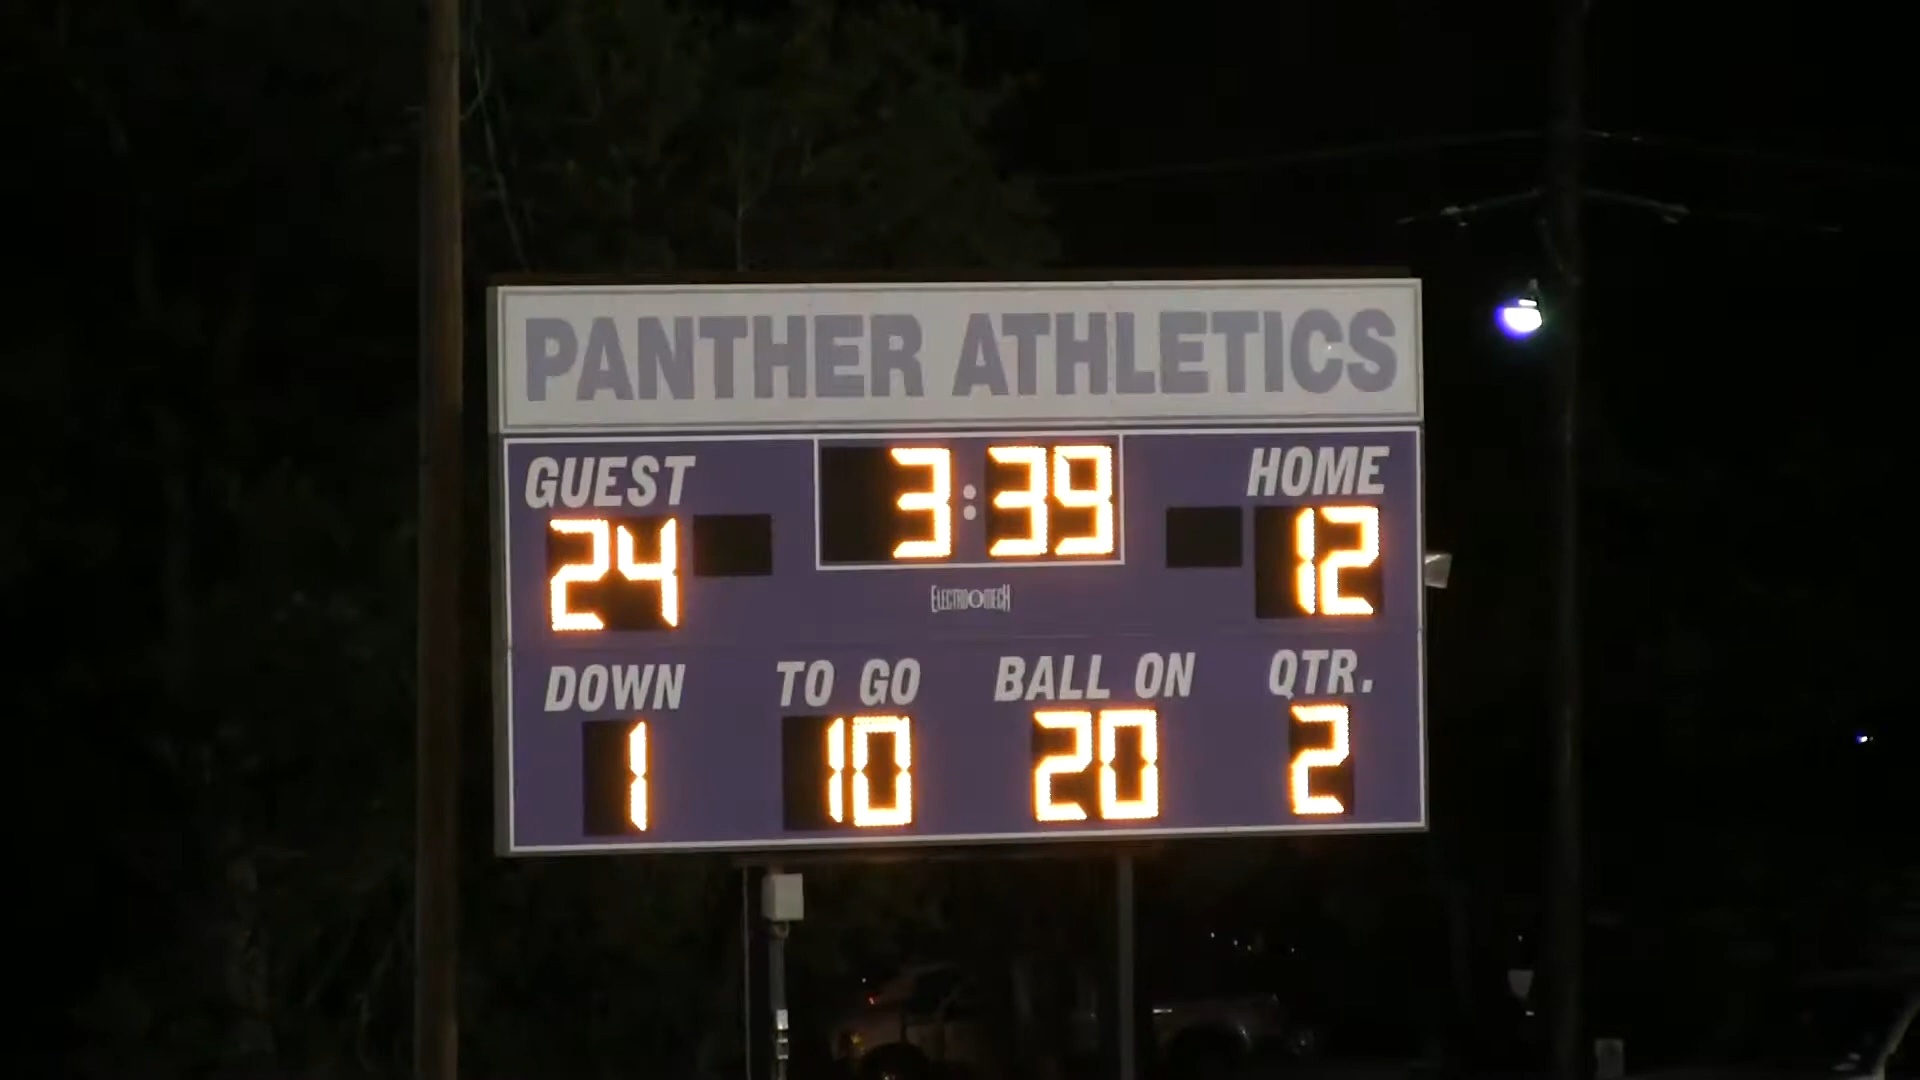 PANTHER ATHLETICS
GUEST 3:39 HOME
24 12
ELECTRO-MECH
DOWN TO GO BALL ON QTR.
1 10 20 2